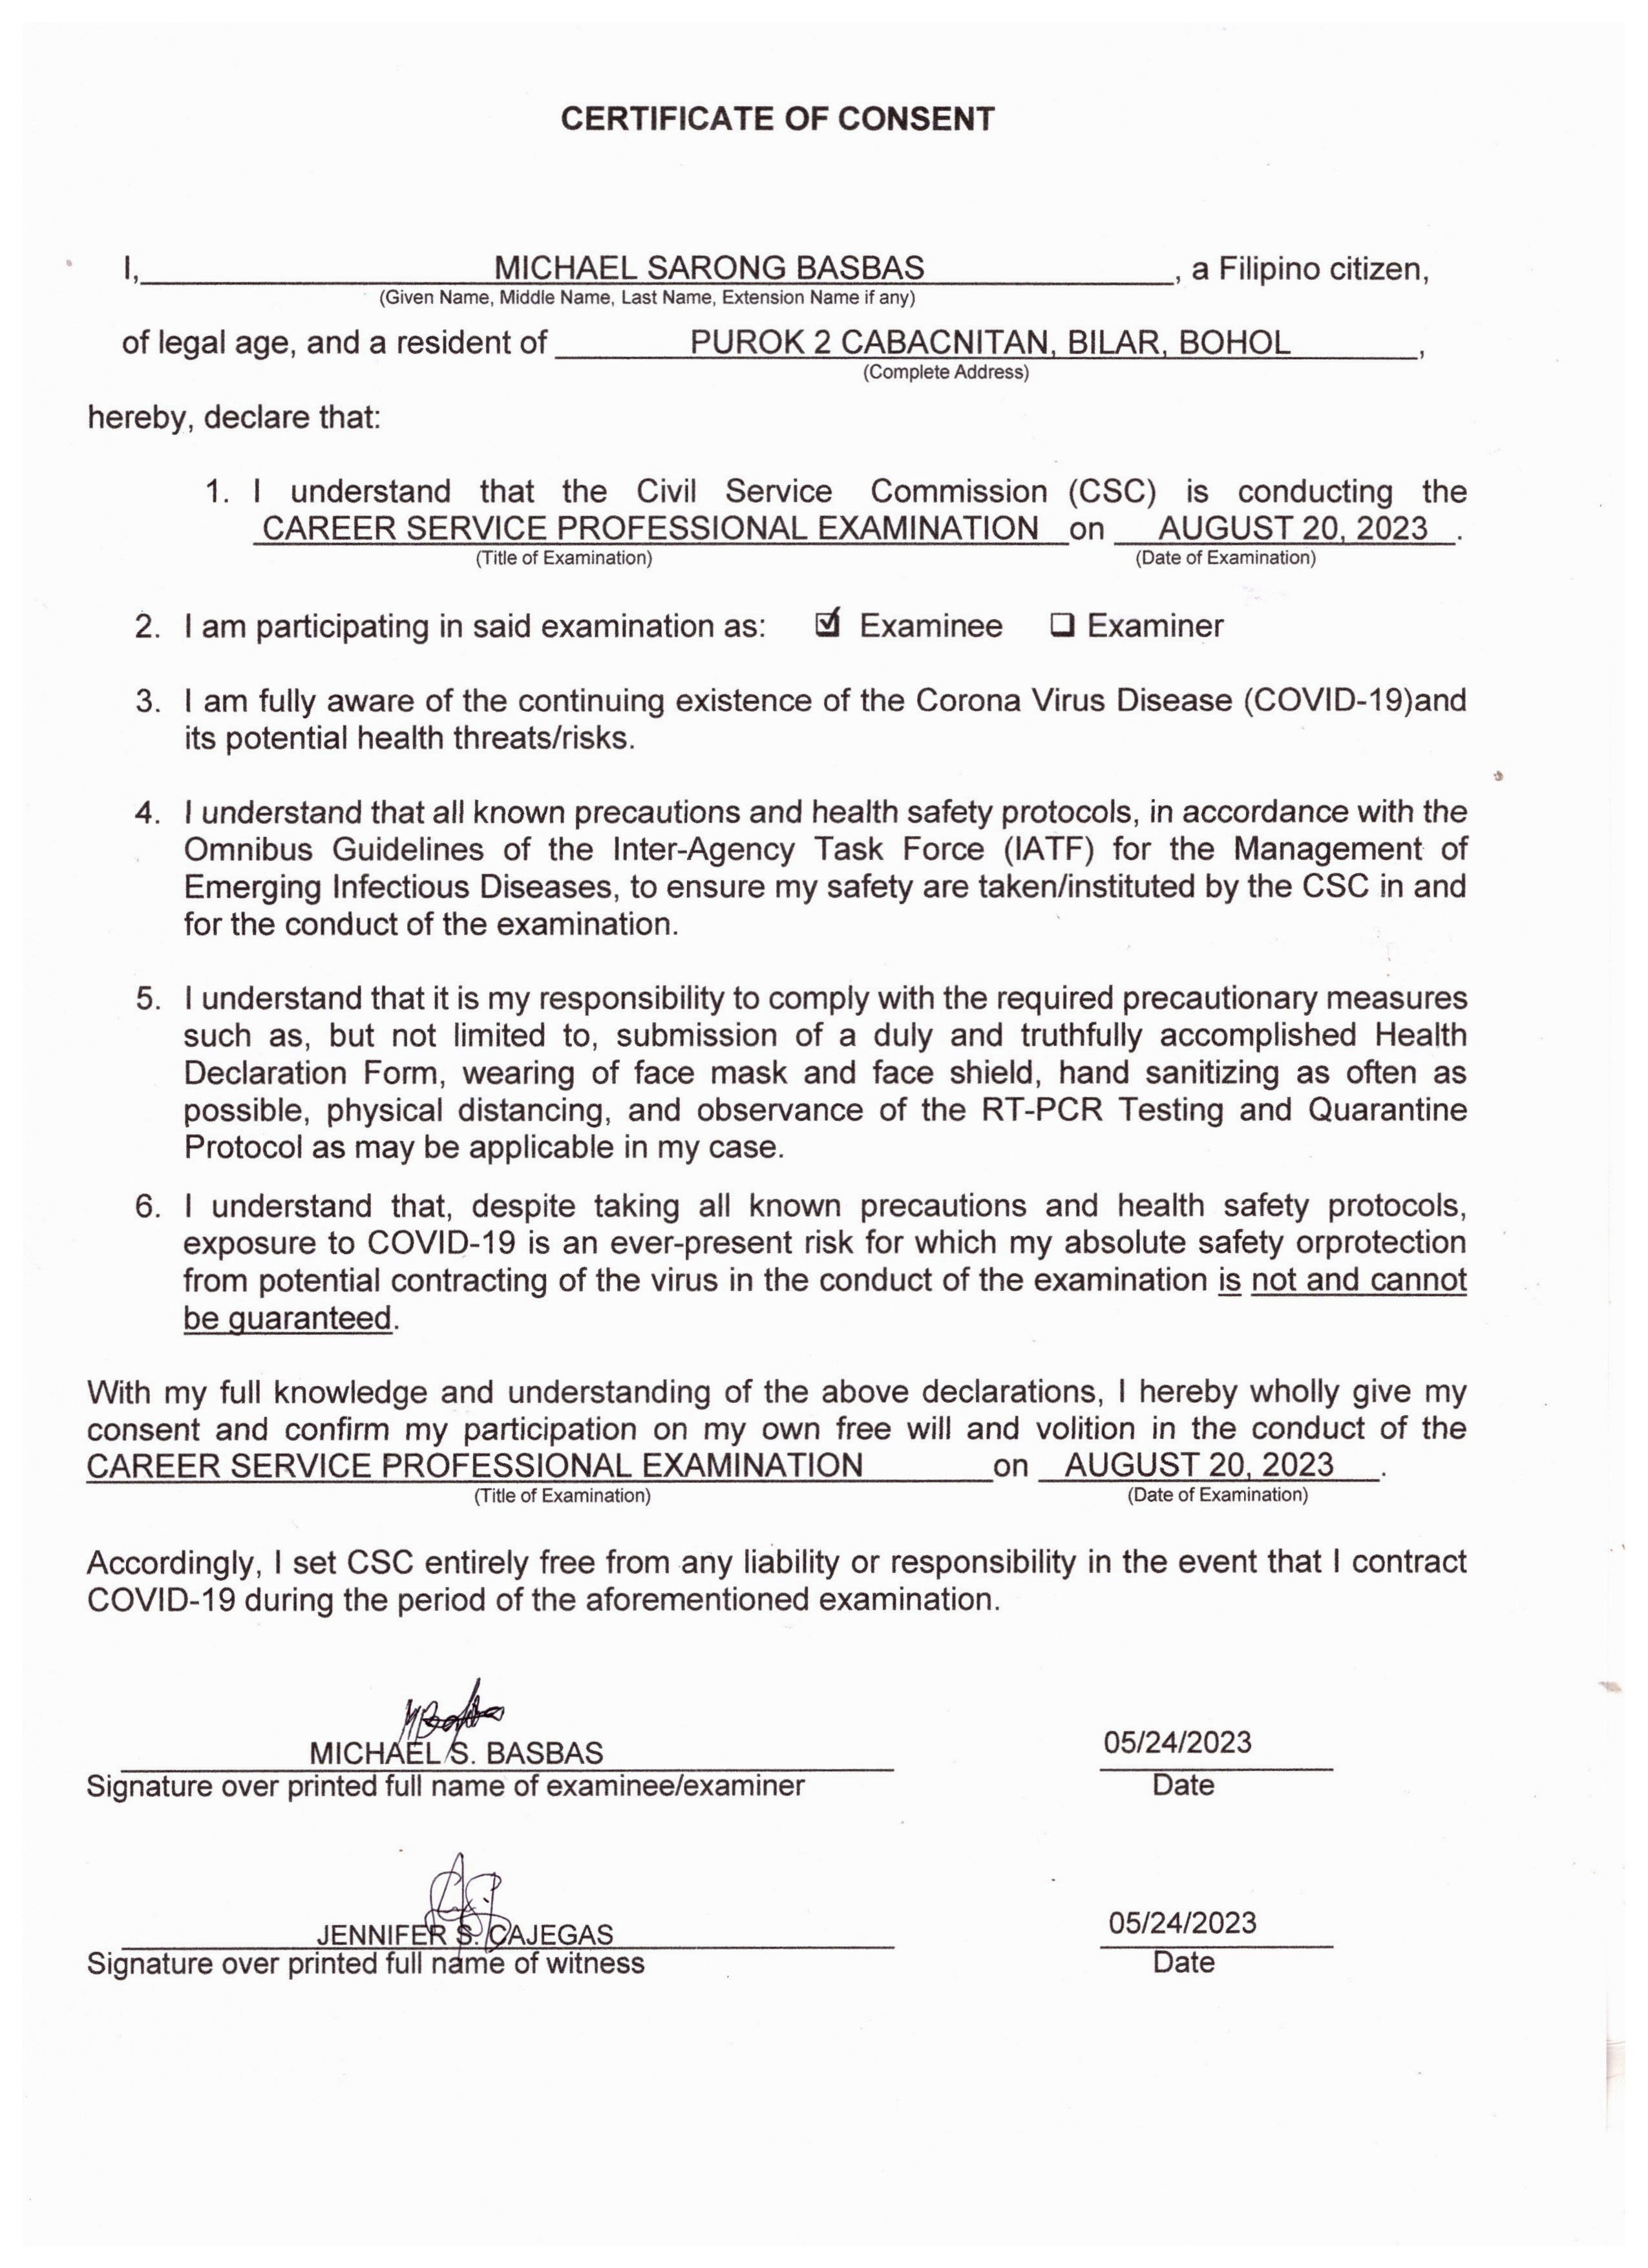 CERTIFICATE OF CONSENT
I, MICHAEL SARONG BASBAS, a Filipino citizen,
(Given Name, Middle Name, Last Name, Extension Name if any)
of legal age, and a resident of PUROK 2 CABACNITAN, BILAR, BOHOL,
(Complete Address)
hereby, declare that:
1. I understand that the Civil Service Commission (CSC) is conducting the
CAREER SERVICE PROFESSIONAL EXAMINATION on AUGUST 20, 2023.
(Title of Examination) (Date of Examination)
2. I am participating in said examination as: ☑ Examinee ❑ Examiner
3. I am fully aware of the continuing existence of the Corona Virus Disease (COVID-19)and
its potential health threats/risks.
4. I understand that all known precautions and health safety protocols, in accordance with the
Omnibus Guidelines of the Inter-Agency Task Force (IATF) for the Management of
Emerging Infectious Diseases, to ensure my safety are taken/instituted by the CSC in and
for the conduct of the examination.
5. I understand that it is my responsibility to comply with the required precautionary measures
such as, but not limited to, submission of a duly and truthfully accomplished Health
Declaration Form, wearing of face mask and face shield, hand sanitizing as often as
possible, physical distancing, and observance of the RT-PCR Testing and Quarantine
Protocol as may be applicable in my case.
6. I understand that, despite taking all known precautions and health safety protocols,
exposure to COVID-19 is an ever-present risk for which my absolute safety orprotection
from potential contracting of the virus in the conduct of the examination is not and cannot
be guaranteed.
With my full knowledge and understanding of the above declarations, I hereby wholly give my
consent and confirm my participation on my own free will and volition in the conduct of the
CAREER SERVICE PROFESSIONAL EXAMINATION on AUGUST 20, 2023.
(Title of Examination) (Date of Examination)
Accordingly, I set CSC entirely free from any liability or responsibility in the event that I contract
COVID-19 during the period of the aforementioned examination.
MICHAEL S. BASBAS 05/24/2023
Signature over printed full name of examinee/examiner Date
JENNIFER S. CAJEGAS 05/24/2023
Signature over printed full name of witness Date